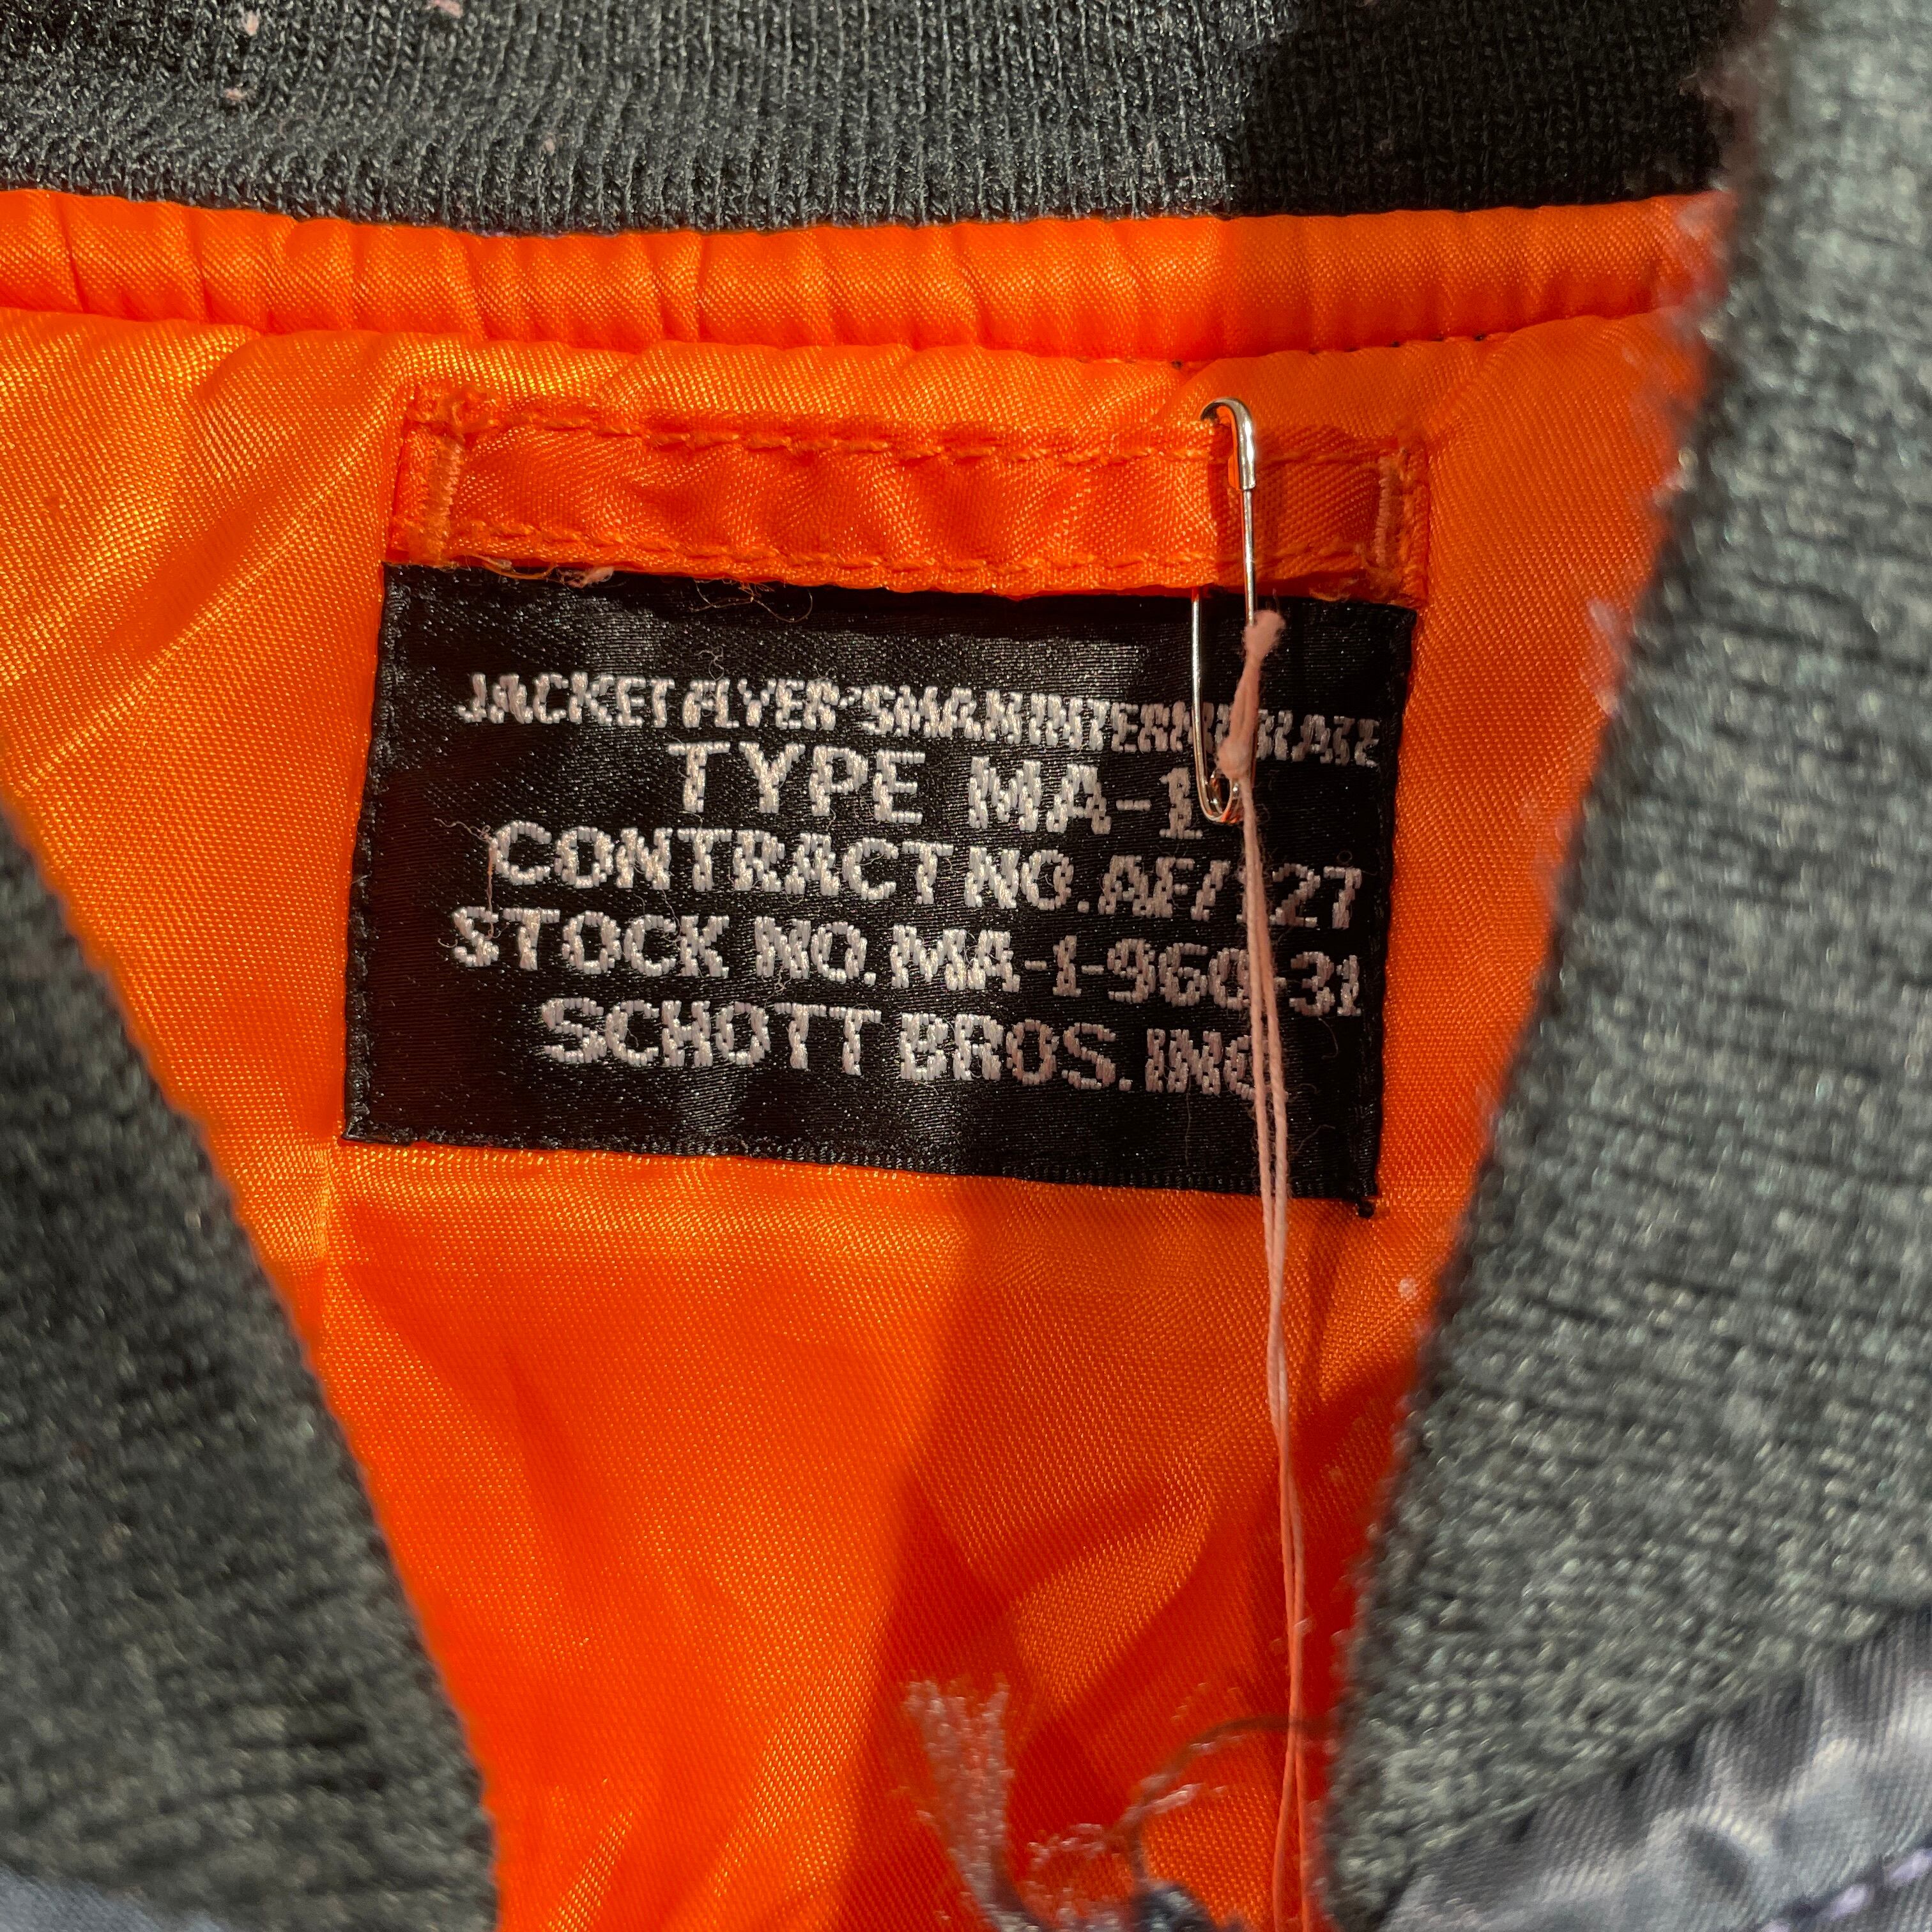 JACKET FLYER'S MAN INTERMEDIATE
TYPE MA-1
CONTRACT NO. AF/127
STOCK NO. MA-1-960-31
SCHOTT BROS. INC